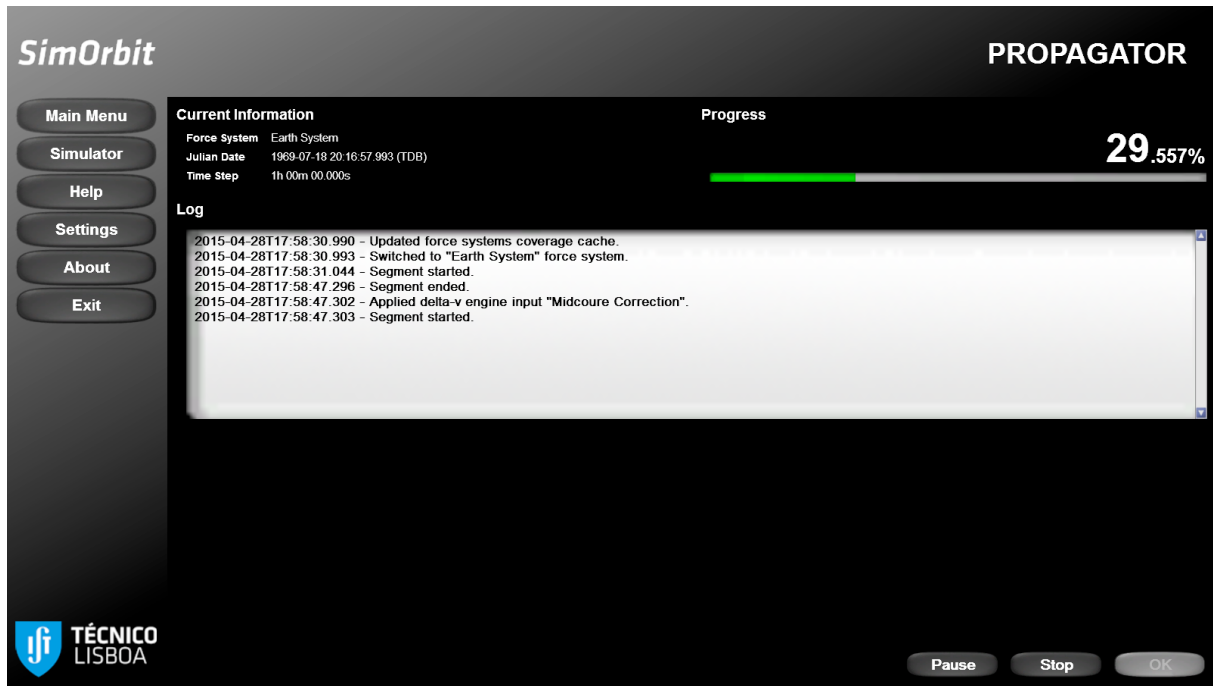 SimOrbit
PROPAGATOR
Main Menu
Simulator
Help
Settings
About
Exit
Current Information
Force System Earth System
Julian Date 1969-07-18 20:16:57.993 (TDB)
Time Step 1h 00m 00.000s
Progress
29.557%
Log
2015-04-28T17:58:30.990 - Updated force systems coverage cache.
2015-04-28T17:58:30.993 - Switched to "Earth System" force system.
2015-04-28T17:58:31.044 - Segment started.
2015-04-28T17:58:47.296 - Segment ended.
2015-04-28T17:58:47.302 - Applied delta-v engine input "Midcoure Correction".
2015-04-28T17:58:47.303 - Segment started.
TÉCNICO
LISBOA
Pause Stop OK